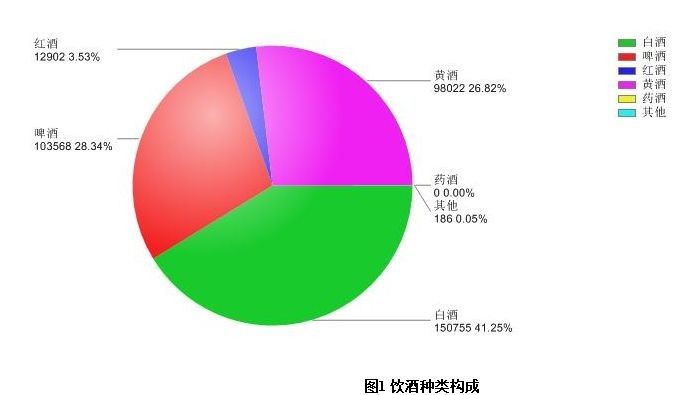 红酒
12902 3.53%
啤酒
103568 28.34%
黄酒
98022 26.82%
药酒
0 0.00%
其他
186 0.05%
白酒
150755 41.25%
白酒
啤酒
红酒
黄酒
药酒
其他
图1 饮酒种类构成